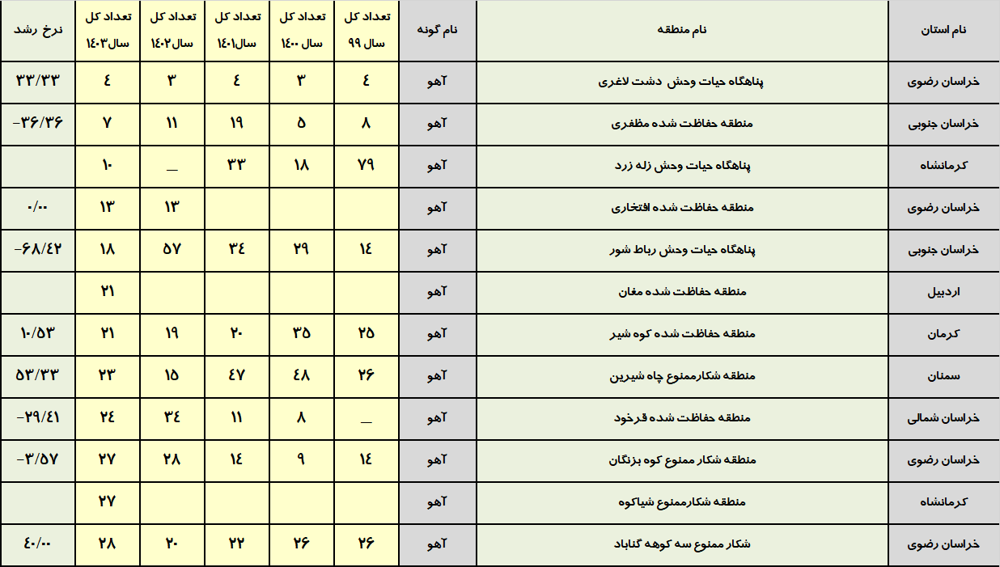 نام استان | نام منطقه | نام گونه | تعداد کل سال ۹۹ | تعداد کل سال ۱۴۰۰ | تعداد کل سال۱۴۰۱ | تعداد کل سال۱۴۰۲ | تعداد کل سال۱۴۰۳ | نرخ رشد
خراسان رضوی | پناهگاه حیات وحش دشت لاغری | آهو | ۴ | ۳ | ۴ | ۳ | ۴ | ۳۳/۳۳
خراسان جنوبی | منطقه حفاظت شده مظفری | آهو | ۸ | ۵ | ۱۹ | ۱۱ | ۷ | -۳۶/۳۶
کرمانشاه | پناهگاه حیات وحش زله زرد | آهو | ۷۹ | ۱۸ | ۳۳ | _ | ۱۰ |
خراسان رضوی | منطقه حفاظت شده افتخاری | آهو | | | | ۱۳ | ۱۳ | ۰/۰۰
خراسان جنوبی | پناهگاه حیات وحش رباط شور | آهو | ۱۴ | ۲۹ | ۳۴ | ۵۷ | ۱۸ | -۶۸/۴۲
اردبیل | منطقه حفاظت شده مغان | آهو | | | | | ۲۱ |
کرمان | منطقه حفاظت شده کوه شیر | آهو | ۲۵ | ۳۵ | ۲۰ | ۱۹ | ۲۱ | ۱۰/۵۳
سمنان | منطقه شکارممنوع چاه شیرین | آهو | ۲۶ | ۴۸ | ۴۷ | ۱۵ | ۲۳ | ۵۳/۳۳
خراسان شمالی | منطقه حفاظت شده قرخود | آهو | _ | ۸ | ۱۱ | ۳۴ | ۲۴ | -۲۹/۴۱
خراسان رضوی | منطقه شکار ممنوع کوه بزنگان | آهو | ۱۴ | ۹ | ۱۴ | ۲۸ | ۲۷ | -۳/۵۷
کرمانشاه | منطقه شکارممنوع شیاکوه | آهو | | | | | ۲۷ |
خراسان رضوی | شکار ممنوع سه کوهه گناباد | آهو | ۲۶ | ۲۶ | ۲۲ | ۲۰ | ۲۸ | ۴۰/۰۰